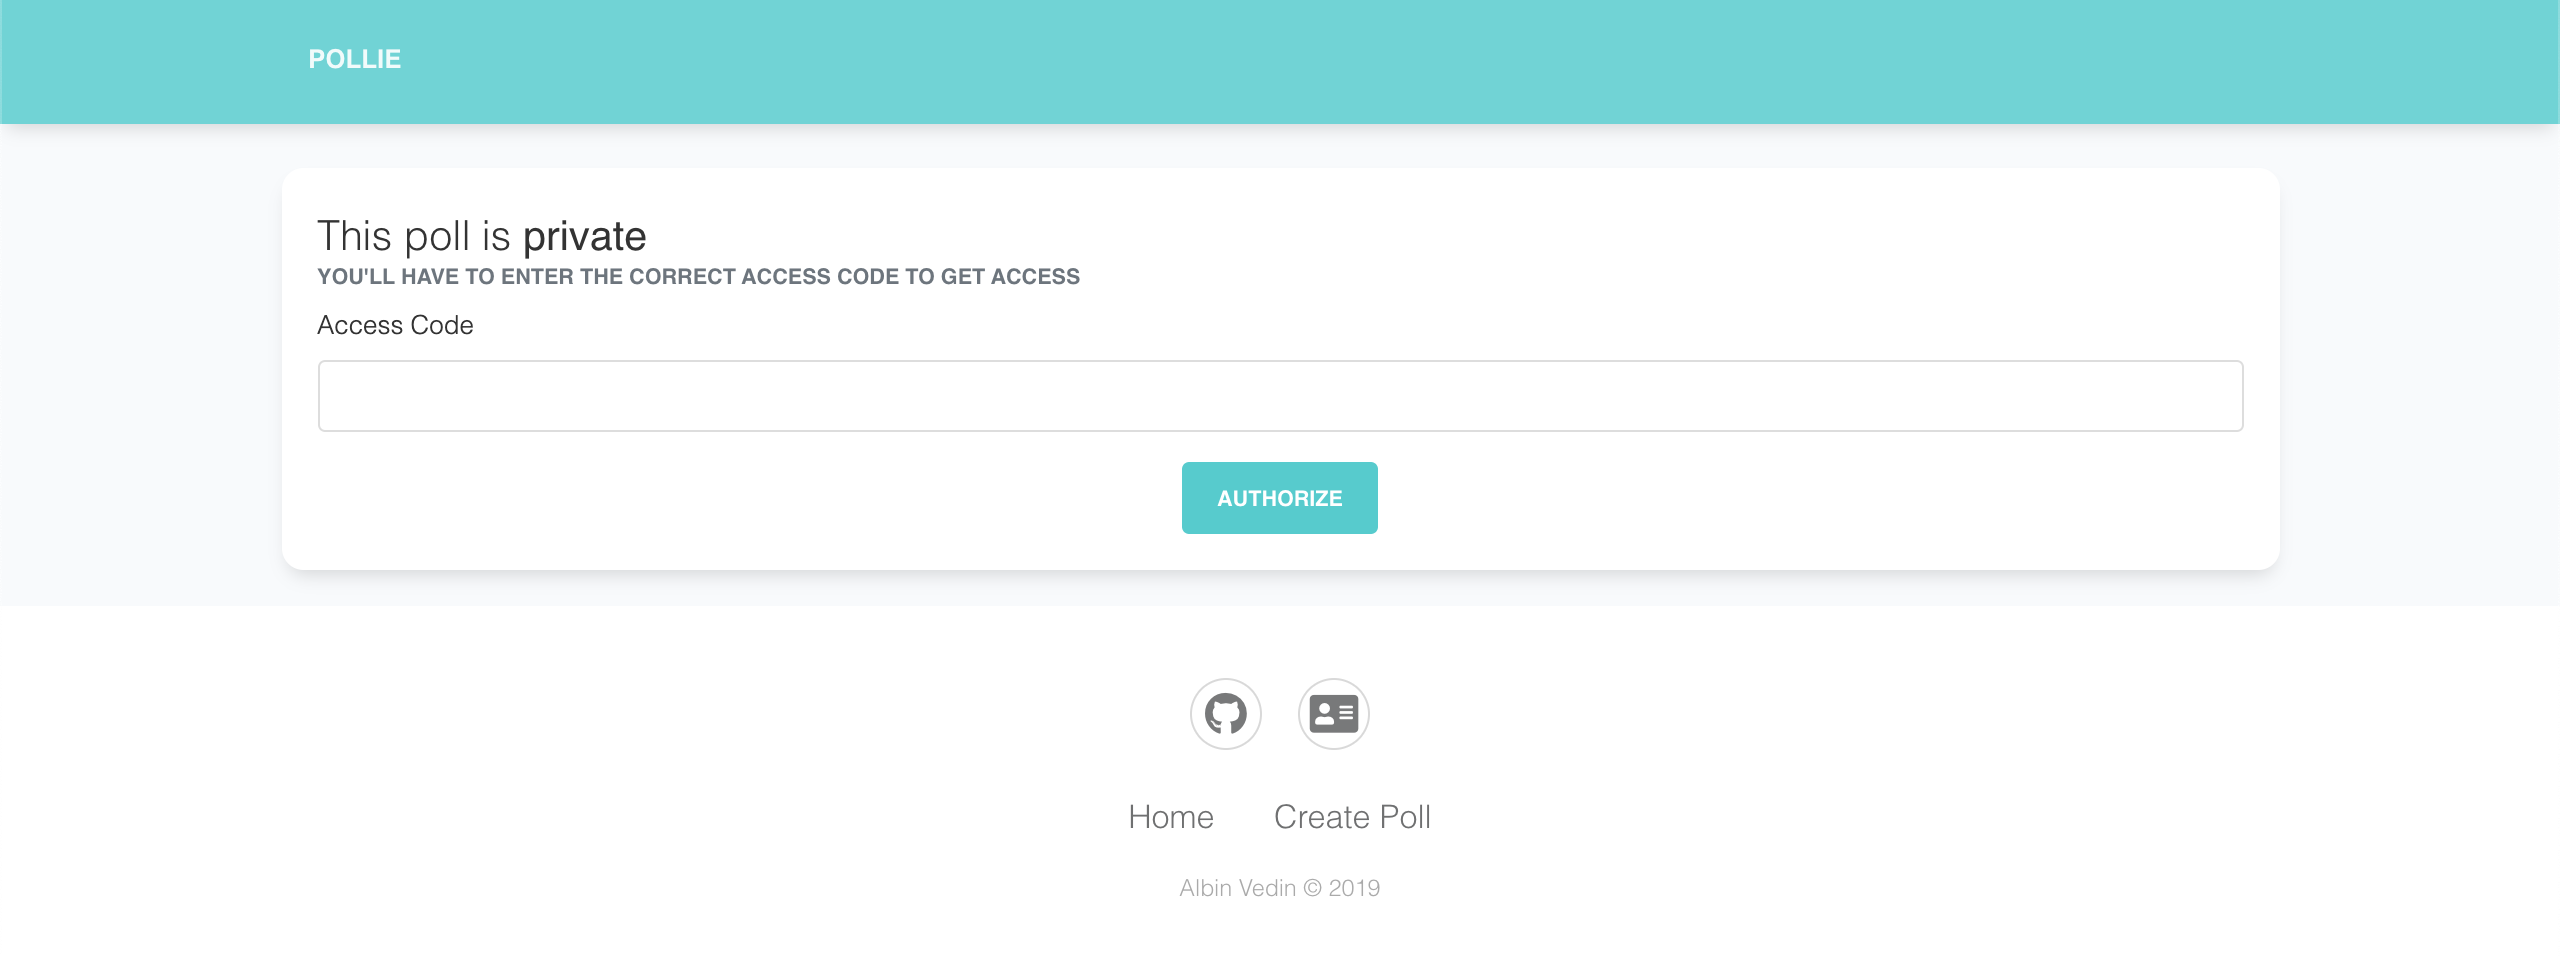 POLLIE
This poll is private
YOU'LL HAVE TO ENTER THE CORRECT ACCESS CODE TO GET ACCESS
Access Code
AUTHORIZE
Home Create Poll
Albin Vedin © 2019